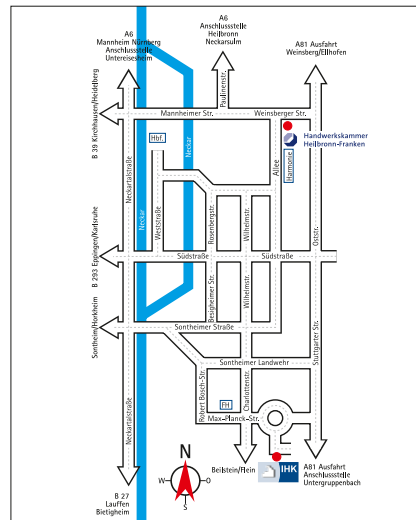 A6
Mannheim Nürnberg
Anschlussstelle
Untereisesheim
A6
Anschlussstelle
Heilbronn
Neckarsulm
A81 Ausfahrt
Weinsberg/Ellhofen
B 39 Kirchhausen/Heidelberg
Paulinenstr.
Mannheimer Str.
Weinsberger Str.
Handwerkskammer
Heilbronn-Franken
Hbf.
Neckar
Allee
Harmonie
Neckartalstraße
Neckar
Weststraße
Rosenbergstr.
Wilhelmstr.
Oststr.
B 293 Eppingen/Karlsruhe
Südstraße
Südstraße
Besigheimer Str.
Wilhelmstr.
Sontheim/Horkheim
Sontheimer Straße
Stuttgarter Str.
Sontheimer Landwehr
Neckartalstraße
Robert Bosch-Str.
Charlottenstr.
FH
Max-Planck-Str.
N
W
O
S
Beilstein/Flein
IHK
A81 Ausfahrt
Anschlussstelle
Untergruppenbach
B 27
Lauffen
Bietigheim